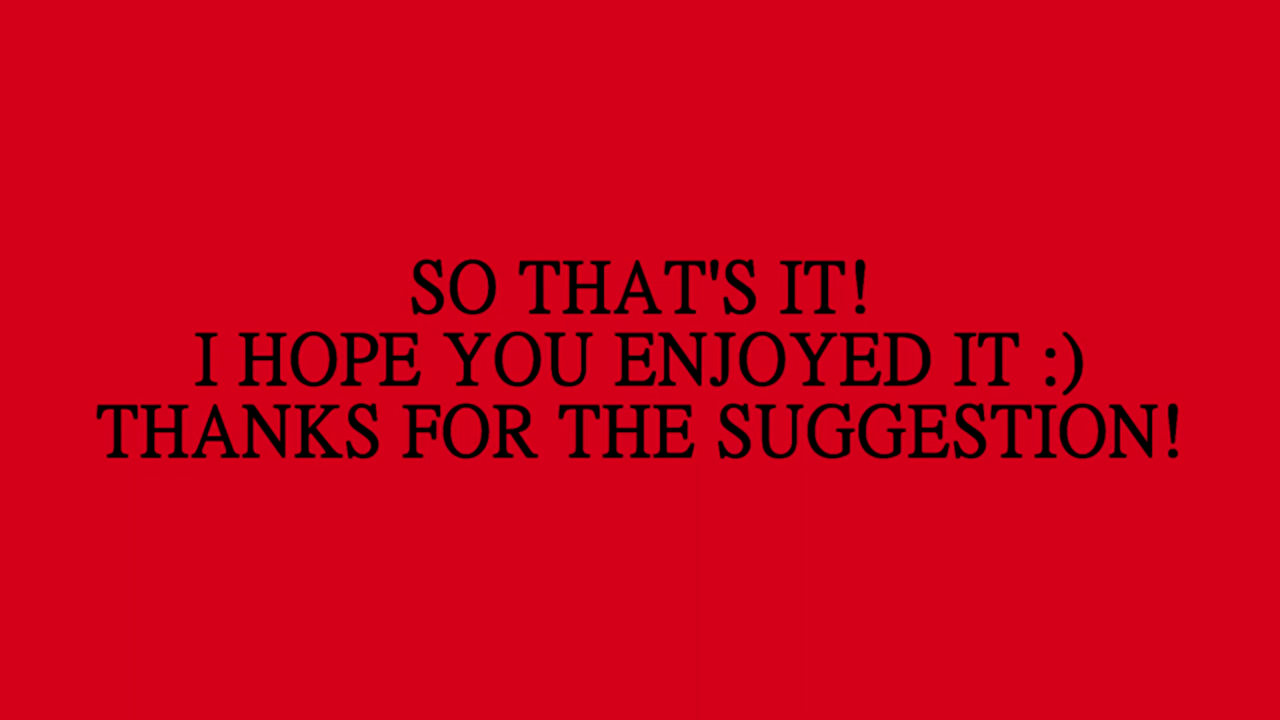 SO THAT'S IT!
I HOPE YOU ENJOYED IT :)
THANKS FOR THE SUGGESTION!